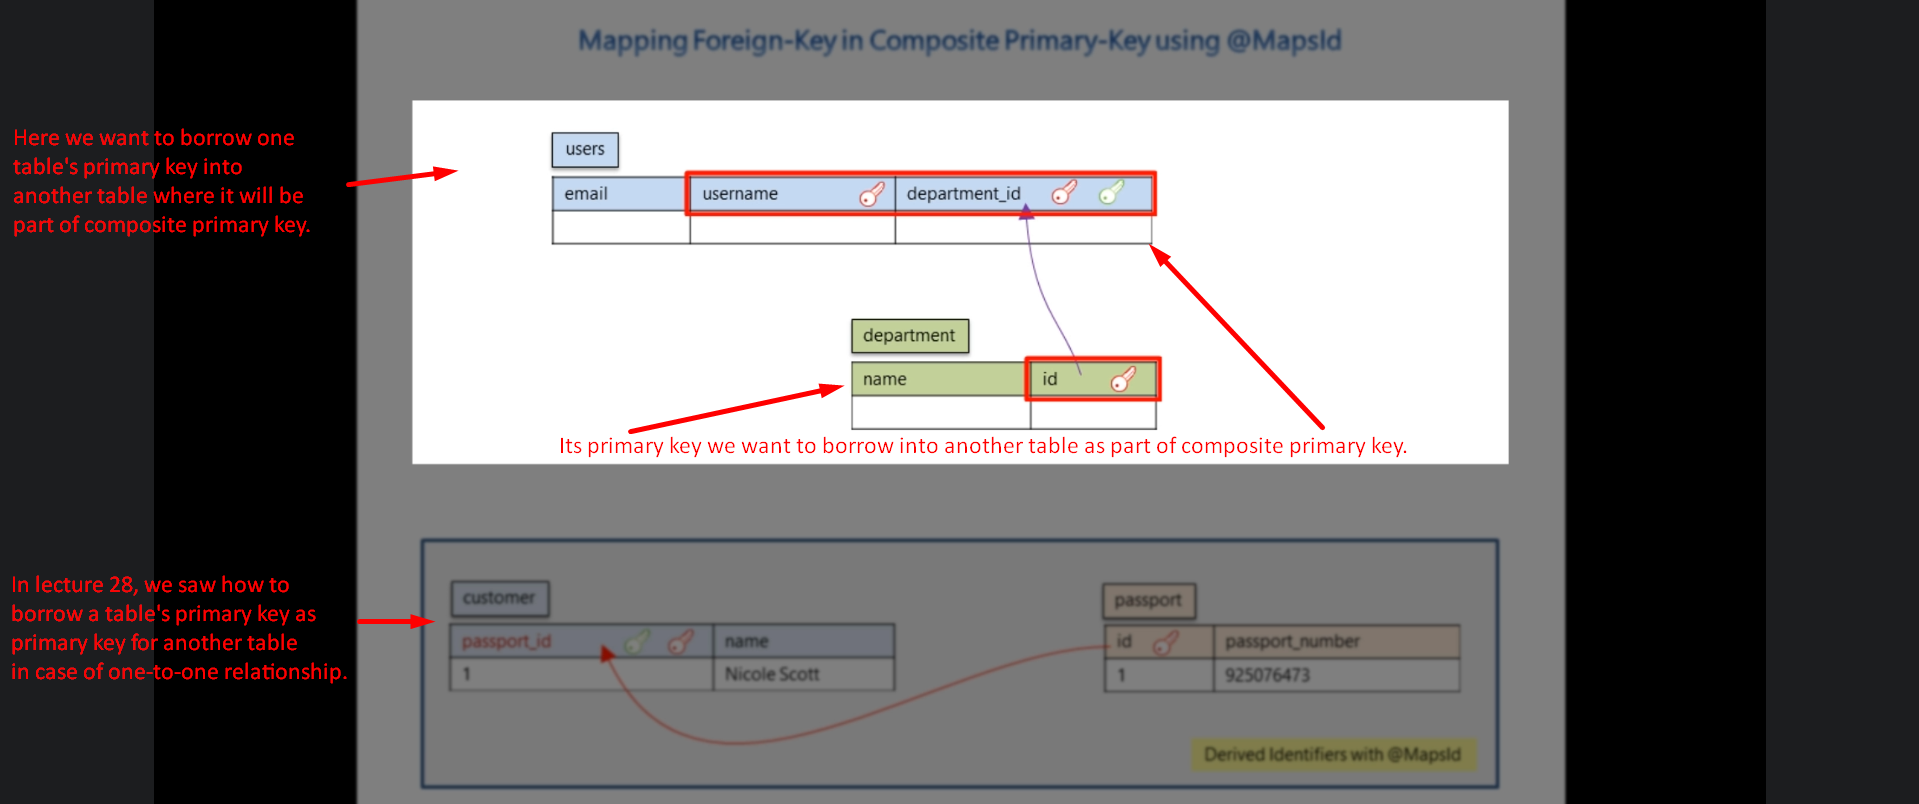 Mapping Foreign-Key in Composite Primary-Key using @MapsId
Here we want to borrow one
table's primary key into
another table where it will be
part of composite primary key.
users
email username department_id
department
name id
Its primary key we want to borrow into another table as part of composite primary key.
In lecture 28, we saw how to
borrow a table's primary key as
primary key for another table
in case of one-to-one relationship.
customer
passport_id name
1 Nicole Scott
passport
id passport_number
1 925076473
Derived Identifiers with @MapsId